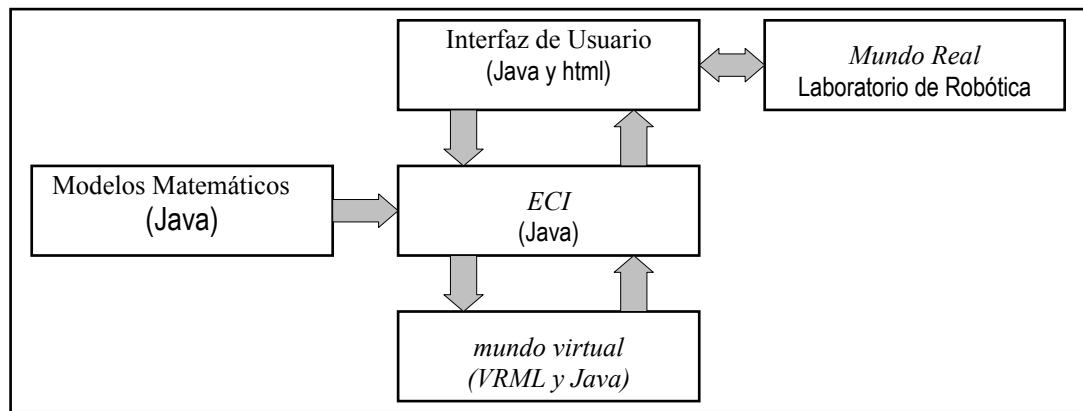 Interfaz de Usuario
(Java y html)
Mundo Real
Laboratorio de Robótica
Modelos Matemáticos
(Java)
ECI
(Java)
mundo virtual
(VRML y Java)